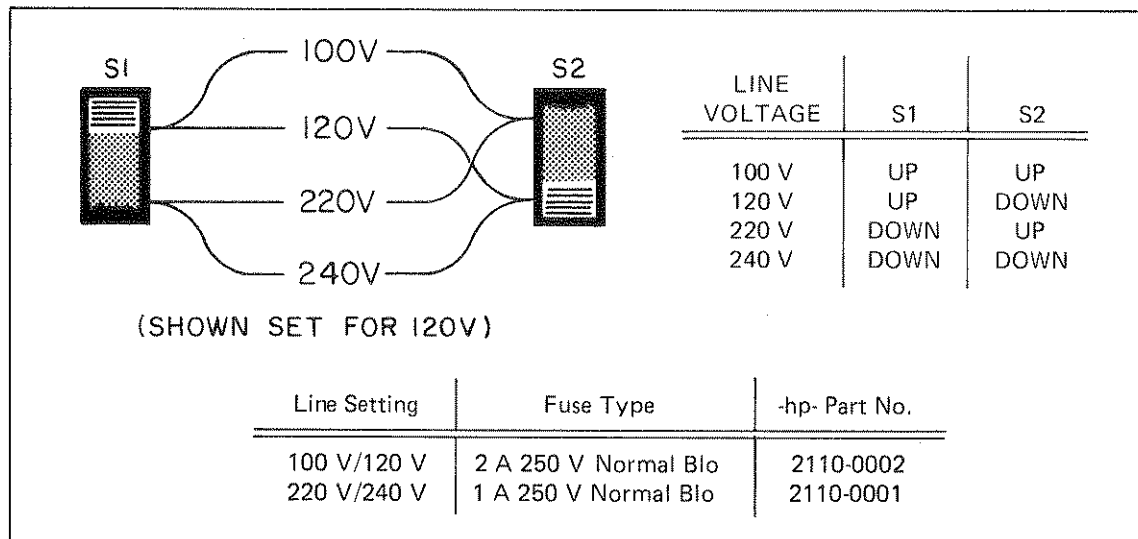 S1
100V
120V
220V
240V
S2
(SHOWN SET FOR 120V)
LINE VOLTAGE S1 S2
100 V UP UP
120 V UP DOWN
220 V DOWN UP
240 V DOWN DOWN
Line Setting Fuse Type -hp- Part No.
100 V/120 V 2 A 250 V Normal Blo 2110-0002
220 V/240 V 1 A 250 V Normal Blo 2110-0001